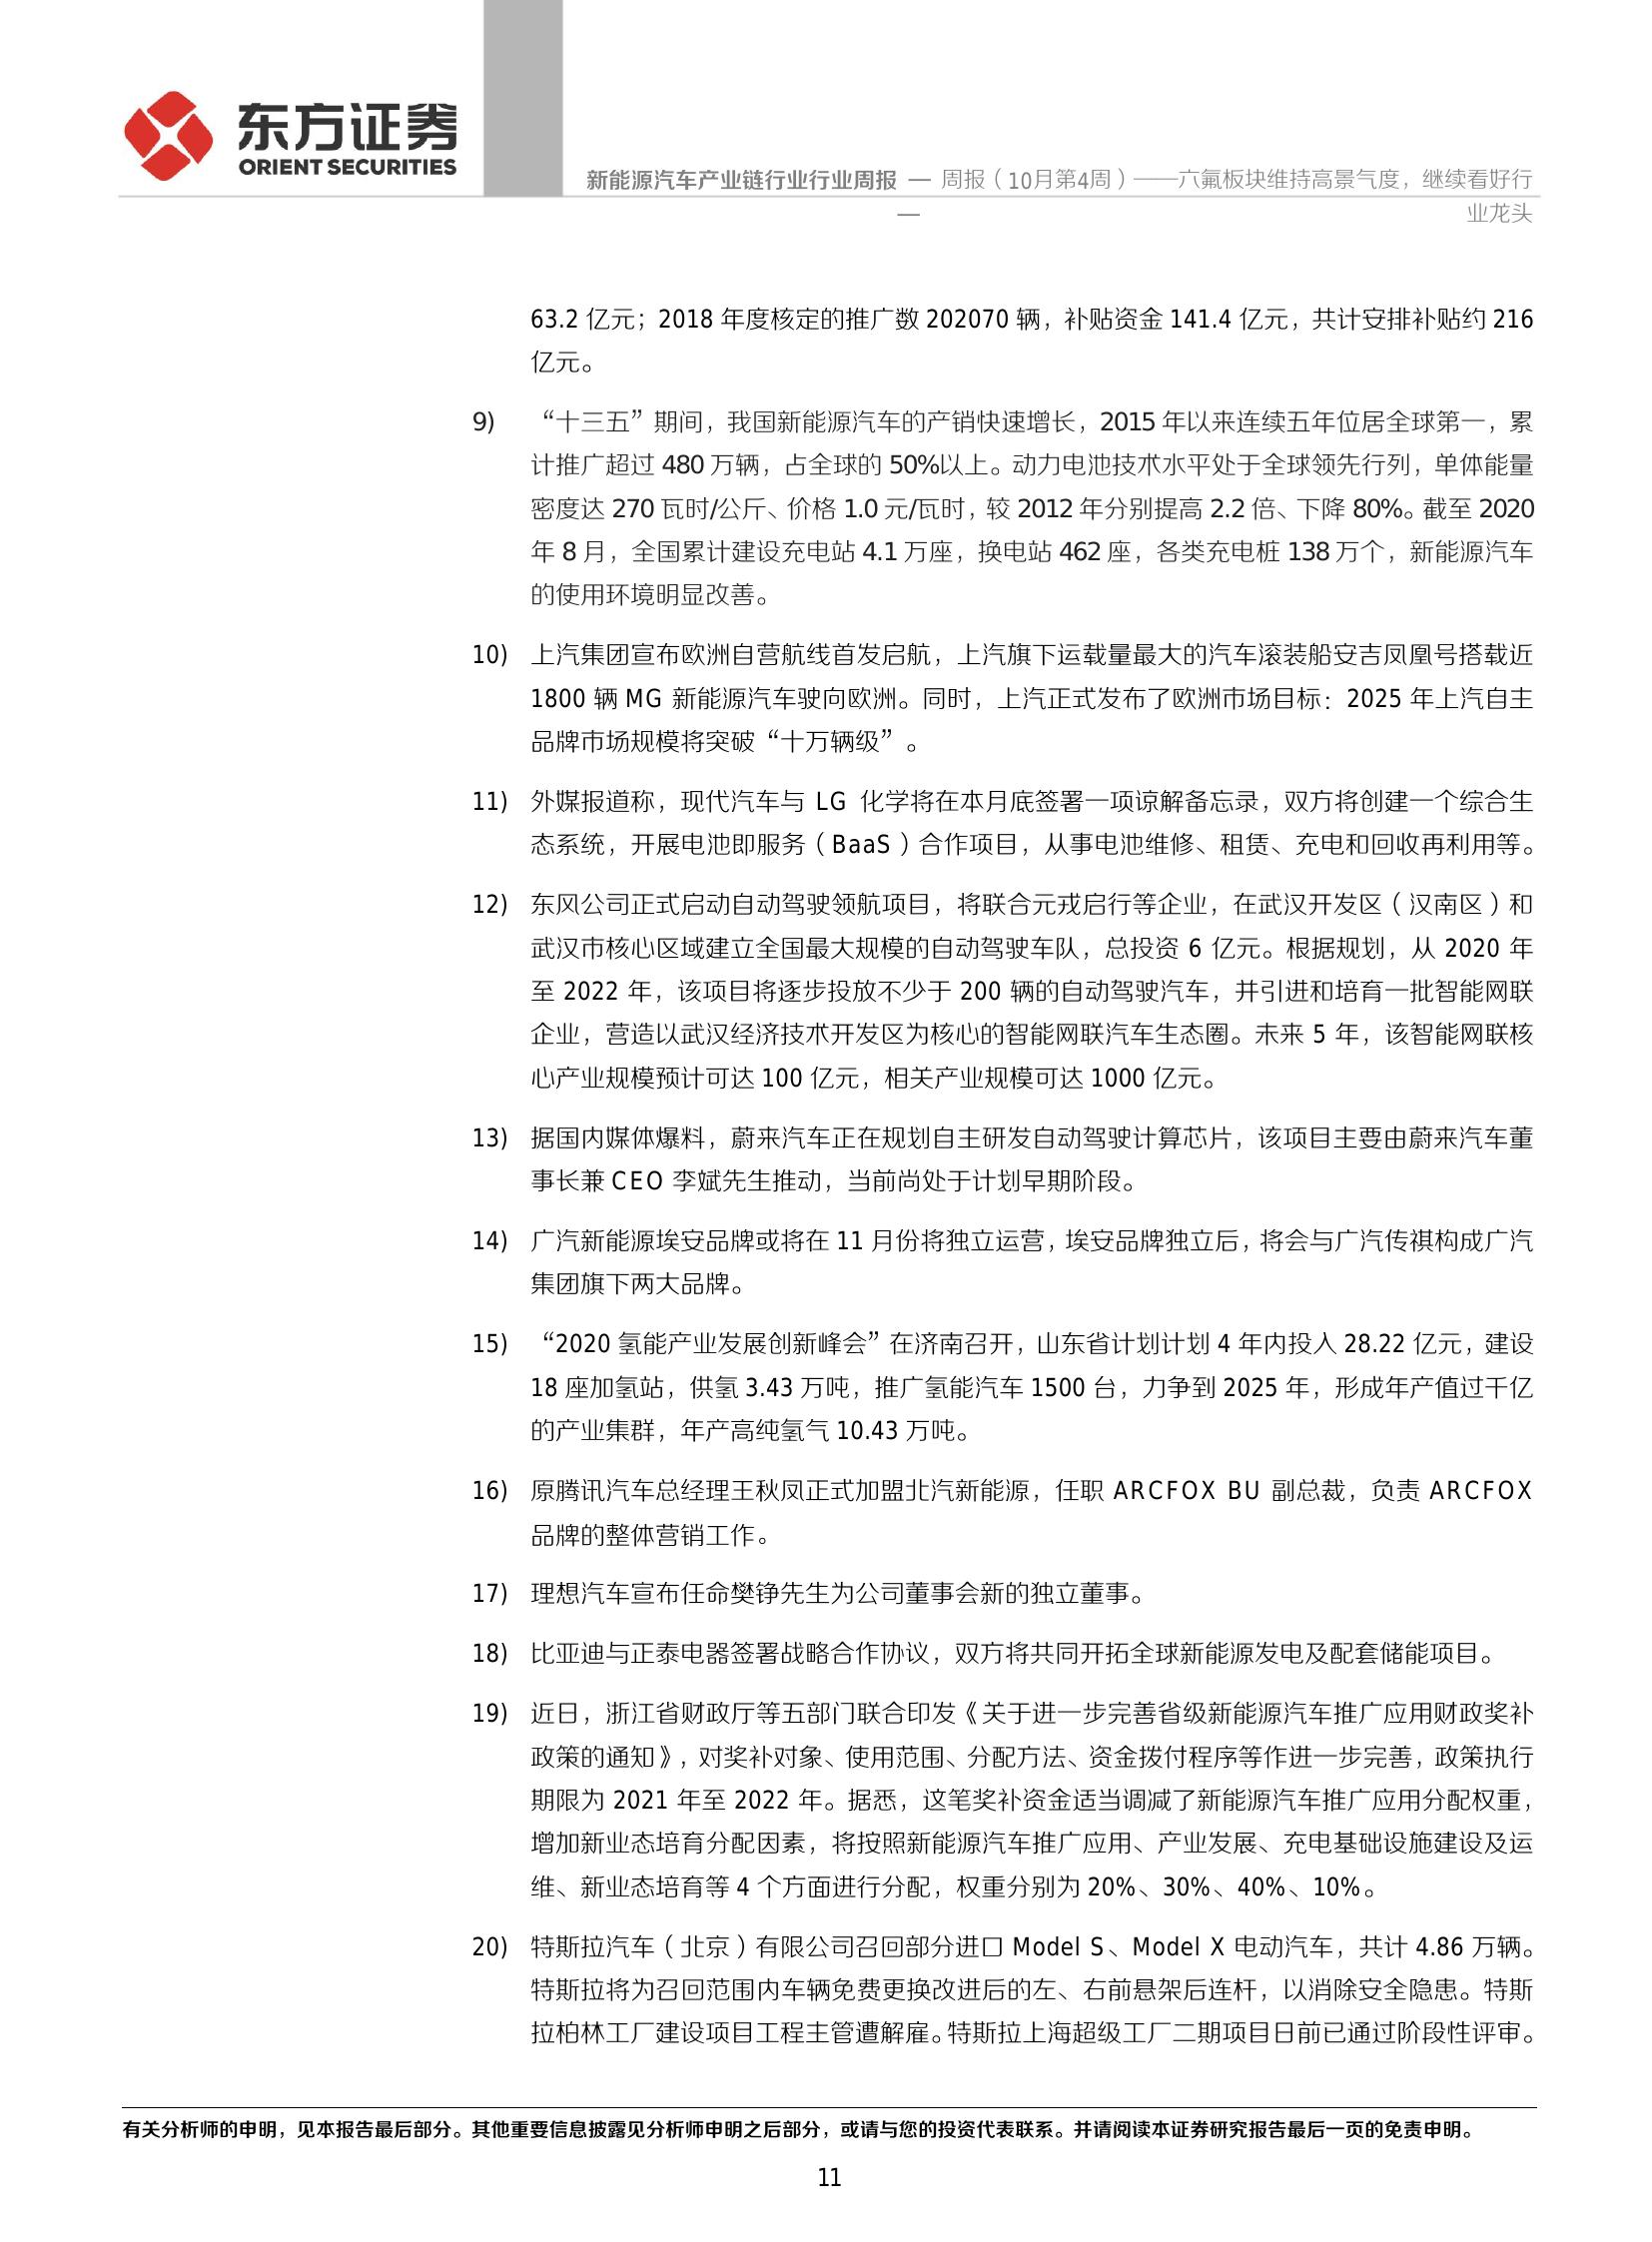 东方证券
ORIENT SECURITIES
新能源汽车产业链行业行业周报 — 周报（10月第4周）——六氟板块维持高景气度，继续看好行
—
业龙头
63.2 亿元；2018 年度核定的推广数 202070 辆，补贴资金 141.4 亿元，共计安排补贴约 216
亿元。
9) “十三五”期间，我国新能源汽车的产销快速增长，2015 年以来连续五年位居全球第一，累
计推广超过 480 万辆，占全球的 50%以上。动力电池技术水平处于全球领先行列，单体能量
密度达 270 瓦时/公斤、价格 1.0 元/瓦时，较 2012 年分别提高 2.2 倍、下降 80%。截至 2020
年 8 月，全国累计建设充电站 4.1 万座，换电站 462 座，各类充电桩 138 万个，新能源汽车
的使用环境明显改善。
10) 上汽集团宣布欧洲自营航线首发启航，上汽旗下运载量最大的汽车滚装船安吉凤凰号搭载近
1800 辆 MG 新能源汽车驶向欧洲。同时，上汽正式发布了欧洲市场目标：2025 年上汽自主
品牌市场规模将突破“十万辆级”。
11) 外媒报道称，现代汽车与 LG 化学将在本月底签署一项谅解备忘录，双方将创建一个综合生
态系统，开展电池即服务（BaaS）合作项目，从事电池维修、租赁、充电和回收再利用等。
12) 东风公司正式启动自动驾驶领航项目，将联合元戎启行等企业，在武汉开发区（汉南区）和
武汉市核心区域建立全国最大规模的自动驾驶车队，总投资 6 亿元。根据规划，从 2020 年
至 2022 年，该项目将逐步投放不少于 200 辆的自动驾驶汽车，并引进和培育一批智能网联
企业，营造以武汉经济技术开发区为核心的智能网联汽车生态圈。未来 5 年，该智能网联核
心产业规模预计可达 100 亿元，相关产业规模可达 1000 亿元。
13) 据国内媒体爆料，蔚来汽车正在规划自主研发自动驾驶计算芯片，该项目主要由蔚来汽车董
事长兼 CEO 李斌先生推动，当前尚处于计划早期阶段。
14) 广汽新能源埃安品牌或将在 11 月份将独立运营，埃安品牌独立后，将会与广汽传祺构成广汽
集团旗下两大品牌。
15) “2020 氢能产业发展创新峰会”在济南召开，山东省计划计划 4 年内投入 28.22 亿元，建设
18 座加氢站，供氢 3.43 万吨，推广氢能汽车 1500 台，力争到 2025 年，形成年产值过千亿
的产业集群，年产高纯氢气 10.43 万吨。
16) 原腾讯汽车总经理王秋凤正式加盟北汽新能源，任职 ARCFOX BU 副总裁，负责 ARCFOX
品牌的整体营销工作。
17) 理想汽车宣布任命樊铮先生为公司董事会新的独立董事。
18) 比亚迪与正泰电器签署战略合作协议，双方将共同开拓全球新能源发电及配套储能项目。
19) 近日，浙江省财政厅等五部门联合印发《关于进一步完善省级新能源汽车推广应用财政奖补
政策的通知》，对奖补对象、使用范围、分配方法、资金拨付程序等作进一步完善，政策执行
期限为 2021 年至 2022 年。据悉，这笔奖补资金适当调减了新能源汽车推广应用分配权重，
增加新业态培育分配因素，将按照新能源汽车推广应用、产业发展、充电基础设施建设及运
维、新业态培育等 4 个方面进行分配，权重分别为 20%、30%、40%、10%。
20) 特斯拉汽车（北京）有限公司召回部分进口 Model S、Model X 电动汽车，共计 4.86 万辆。
特斯拉将为召回范围内车辆免费更换改进后的左、右前悬架后连杆，以消除安全隐患。特斯
拉柏林工厂建设项目工程主管遭解雇。特斯拉上海超级工厂二期项目日前已通过阶段性评审。
有关分析师的申明，见本报告最后部分。其他重要信息披露见分析师申明之后部分，或请与您的投资代表联系。并请阅读本证券研究报告最后一页的免责申明。
11